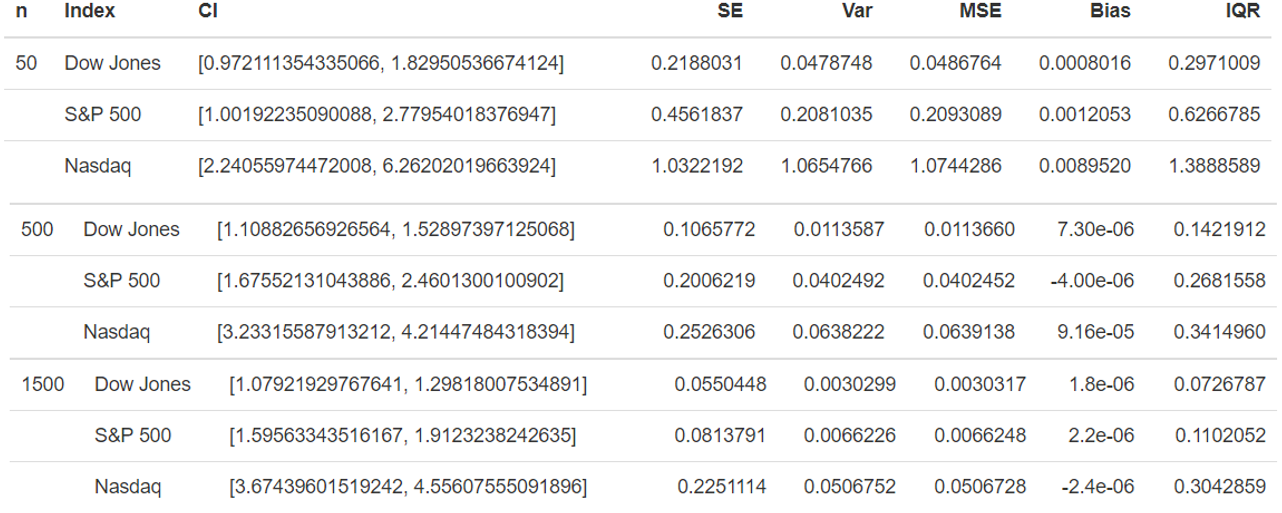 n Index CI SE Var MSE Bias IQR
50 Dow Jones [0.972111354335066, 1.82950536674124] 0.2188031 0.0478748 0.0486764 0.0008016 0.2971009
S&P 500 [1.00192235090088, 2.77954018376947] 0.4561837 0.2081035 0.2093089 0.0012053 0.6266785
Nasdaq [2.24055974472008, 6.26202019663924] 1.0322192 1.0654766 1.0744286 0.0089520 1.3888589
500 Dow Jones [1.10882656926564, 1.52897397125068] 0.1065772 0.0113587 0.0113660 7.30e-06 0.1421912
S&P 500 [1.67552131043886, 2.4601300100902] 0.2006219 0.0402492 0.0402452 -4.00e-06 0.2681558
Nasdaq [3.23315587913212, 4.21447484318394] 0.2526306 0.0638222 0.0639138 9.16e-05 0.3414960
1500 Dow Jones [1.07921929767641, 1.29818007534891] 0.0550448 0.0030299 0.0030317 1.8e-06 0.0726787
S&P 500 [1.59563343516167, 1.9123238242635] 0.0813791 0.0066226 0.0066248 2.2e-06 0.1102052
Nasdaq [3.67439601519242, 4.55607555091896] 0.2251114 0.0506752 0.0506728 -2.4e-06 0.3042859